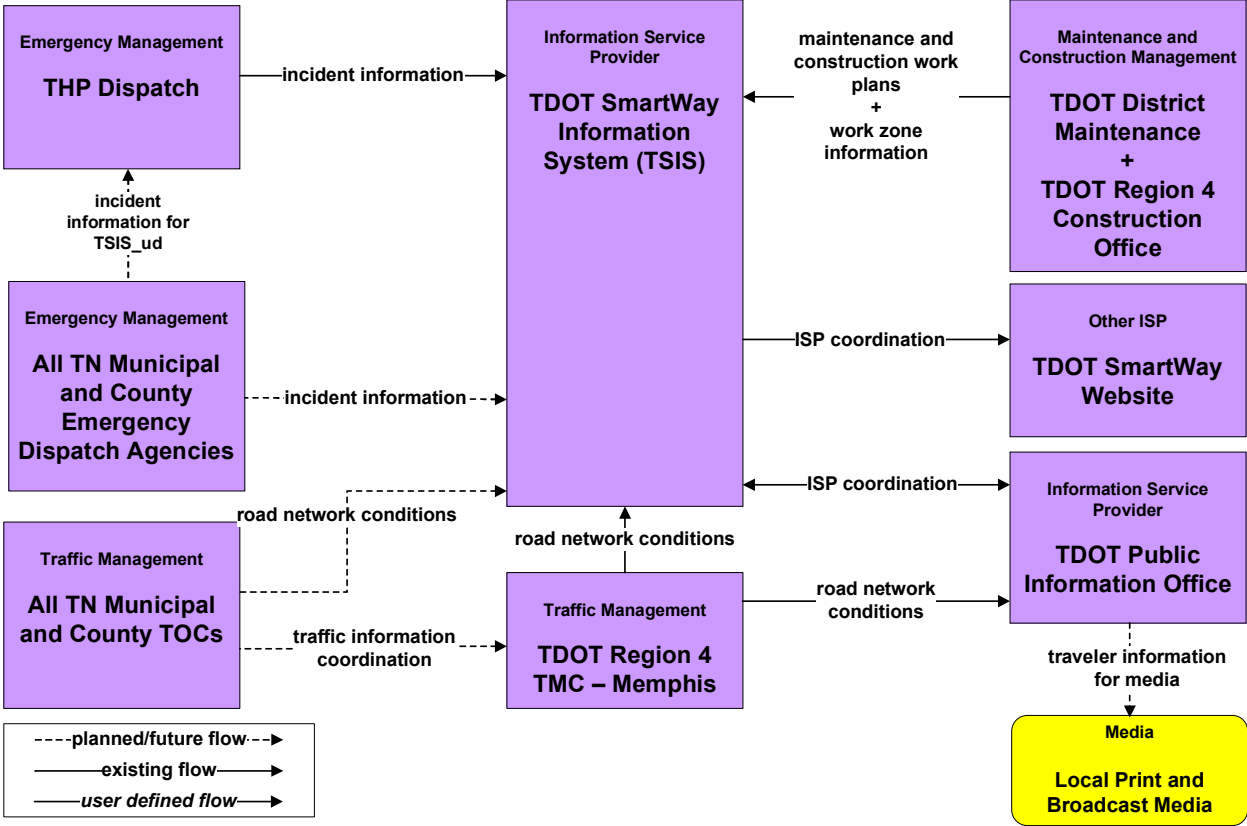 Emergency Management
THP Dispatch
incident information
incident
information for
TSIS_ud
Emergency Management
All TN Municipal
and County
Emergency
Dispatch Agencies
incident information
road network conditions
Traffic Management
All TN Municipal
and County TOCs
traffic information
coordination
Information Service
Provider
TDOT SmartWay
Information
System (TSIS)
road network conditions
Traffic Management
TDOT Region 4
TMC – Memphis
maintenance and
construction work
plans
+
work zone
information
Maintenance and
Construction Management
TDOT District
Maintenance
+
TDOT Region 4
Construction
Office
ISP coordination
Other ISP
TDOT SmartWay
Website
ISP coordination
Information Service
Provider
TDOT Public
Information Office
road network
conditions
traveler information
for media
Media
Local Print and
Broadcast Media
planned/future flow
existing flow
user defined flow